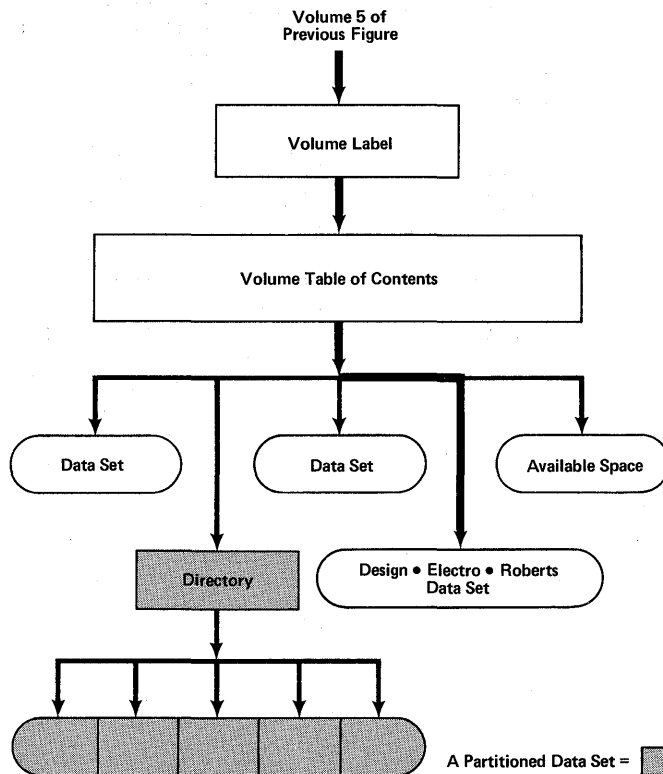 Volume 5 of
Previous Figure
Volume Label
Volume Table of Contents
Data Set
Data Set
Available Space
Directory
Design • Electro • Roberts
Data Set
A Partitioned Data Set =